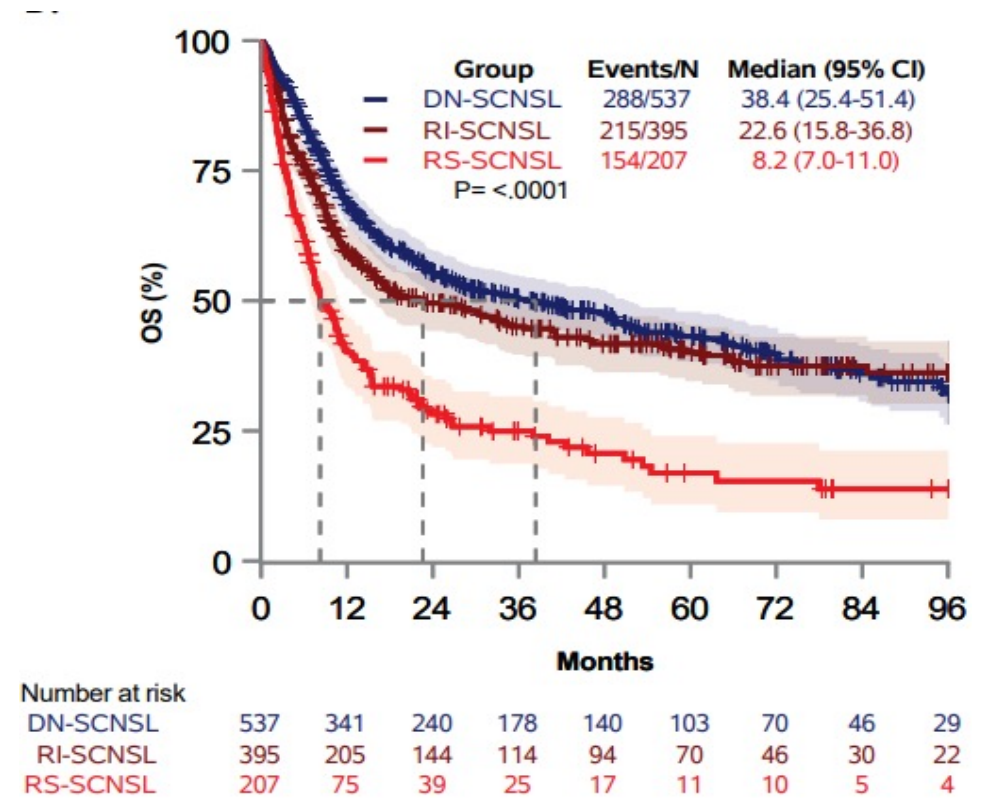 100
75
50
25
0
OS (%)
Group Events/N Median (95% CI)
DN-SCNSL 288/537 38.4 (25.4-51.4)
RI-SCNSL 215/395 22.6 (15.8-36.8)
RS-SCNSL 154/207 8.2 (7.0-11.0)
P= <.0001
0 12 24 36 48 60 72 84 96
Months
Number at risk
DN-SCNSL 537 341 240 178 140 103 70 46 29
RI-SCNSL 395 205 144 114 94 70 46 30 22
RS-SCNSL 207 75 39 25 17 11 10 5 4